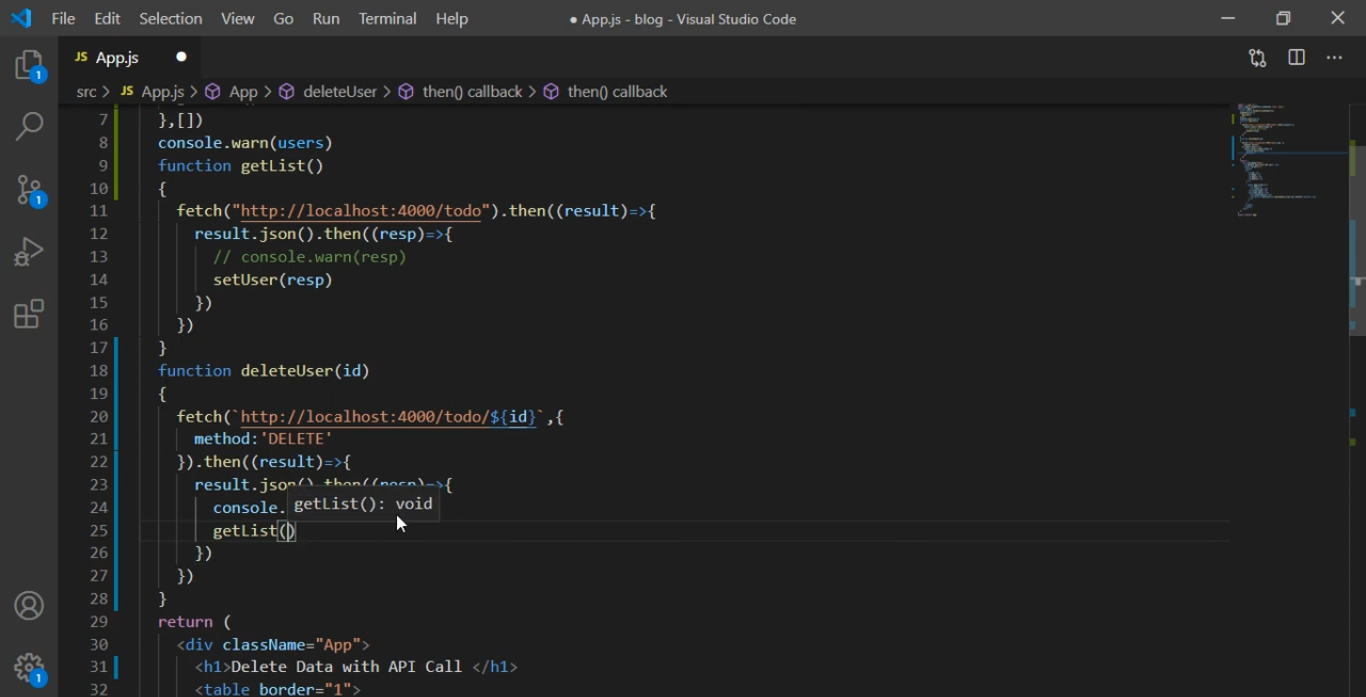 File Edit Selection View Go Run Terminal Help ● App.js - blog - Visual Studio Code
JS App.js ●
src > JS App.js > App > deleteUser > then() callback > then() callback
7 },[])
8 console.warn(users)
9 function getList()
10 {
11 fetch("http://localhost:4000/todo").then((result)=>{
12 result.json().then((resp)=>{
13 // console.warn(resp)
14 setUser(resp)
15 })
16 })
17 }
18 function deleteUser(id)
19 {
20 fetch(`http://localhost:4000/todo/${id}`,{
21 method:'DELETE'
22 }).then((result)=>{
23 result.json().then((resp)=>{
24 console.
getList(): void
25 getList()
26 })
27 })
28 }
29 return (
30 <div className="App">
31 <h1>Delete Data with API Call </h1>
32 <table border="1">
1
1
1